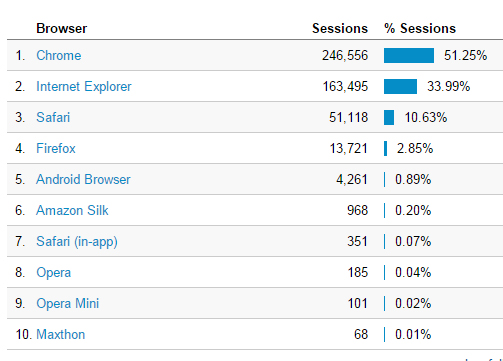 Browser Sessions % Sessions
1. Chrome 246,556 51.25%
2. Internet Explorer 163,495 33.99%
3. Safari 51,118 10.63%
4. Firefox 13,721 2.85%
5. Android Browser 4,261 0.89%
6. Amazon Silk 968 0.20%
7. Safari (in-app) 351 0.07%
8. Opera 185 0.04%
9. Opera Mini 101 0.02%
10. Maxthon 68 0.01%